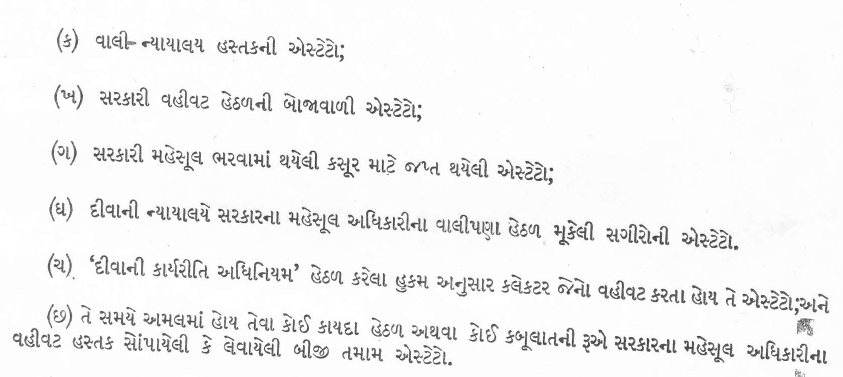 (ક) વાલી-ન્યાયાલય હસ્તકની એસ્ટેટો;
(ખ) સરકારી વહીવટ હેઠળની બોજાવાળી એસ્ટેટો;
(ગ) સરકારી મહેસૂલ ભરવામાં થયેલી કસૂર માટે જપ્ત થયેલી એસ્ટેટો;
(ઘ) દીવાની ન્યાયાલયે સરકારના મહેસૂલ અધિકારીના વાલીપણા હેઠળ મૂકેલી સગીરોની એસ્ટેટો.
(ચ) ‘દીવાની કાર્યરીતિ અધિનિયમ’ હેઠળ કરેલા હુકમ અનુસાર કલેક્ટર જેનો વહીવટ કરતા હોય તે એસ્ટેટો;અને
(છ) તે સમયે અમલમાં હોય તેવા કોઈ કાયદા હેઠળ અથવા કોઈ કબૂલાતની રૂએ સરકારના મહેસૂલ અધિકારીના
વહીવટ હસ્તક સોંપાયેલી કે લેવાયેલી બીજી તમામ એસ્ટેટો.